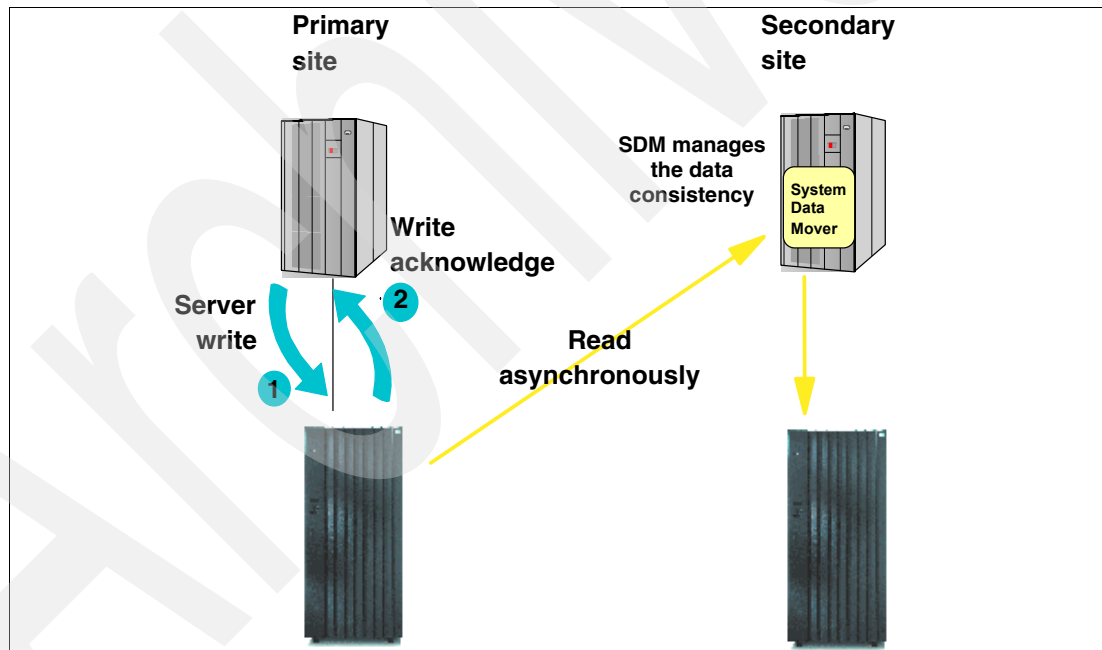 Primary
site
Secondary
site
SDM manages
the data
consistency
System
Data
Mover
Write
acknowledge
2
Server
write
1
Read
asynchronously
Archiv